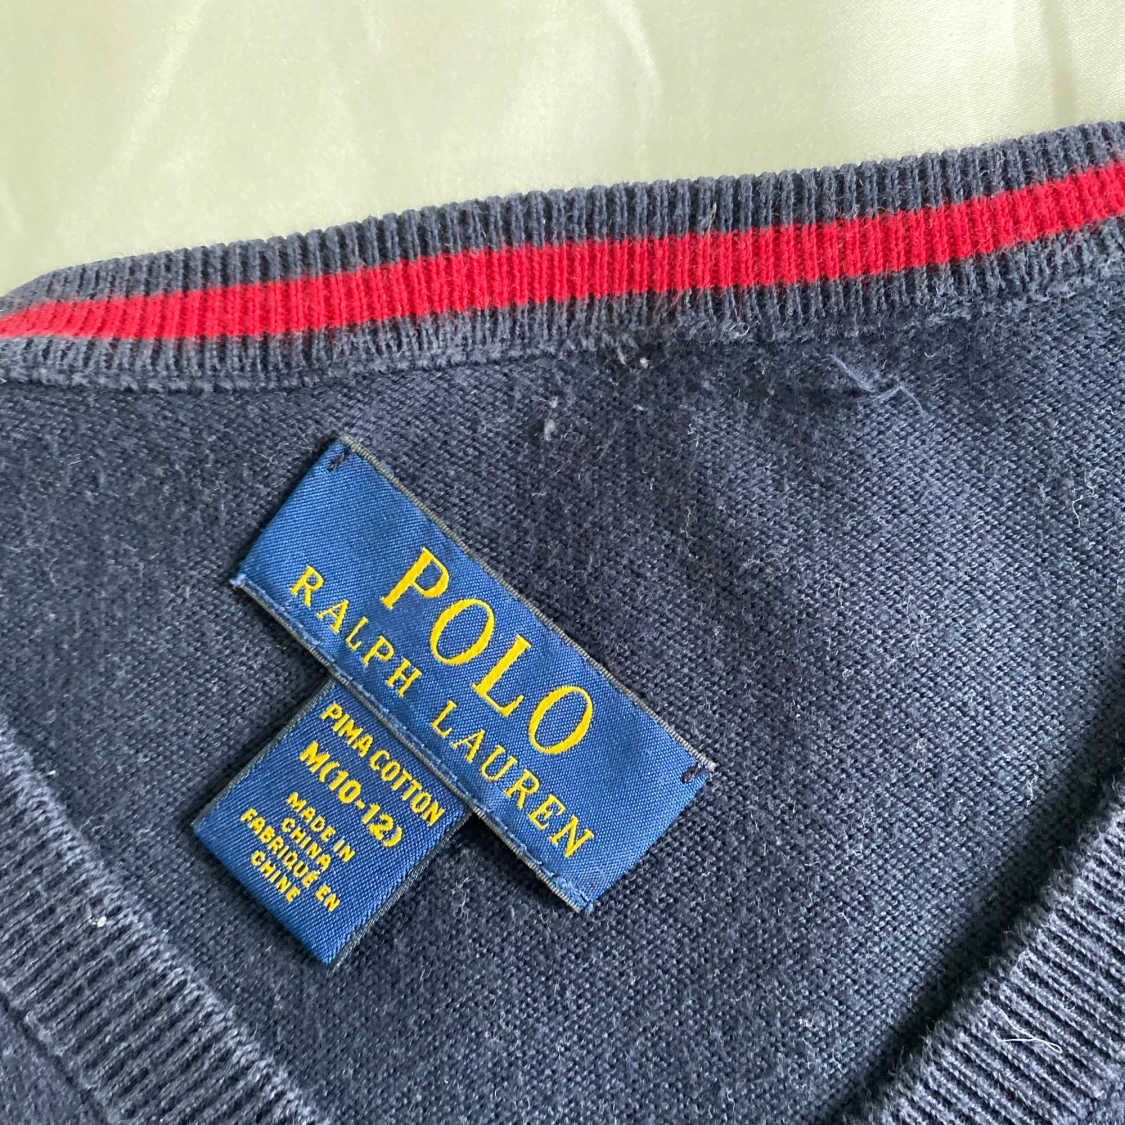 POLO
RALPH LAUREN
PIMA COTTON
M(10-12)
MADE IN
CHINA
FABRIQUÉ EN
CHINE